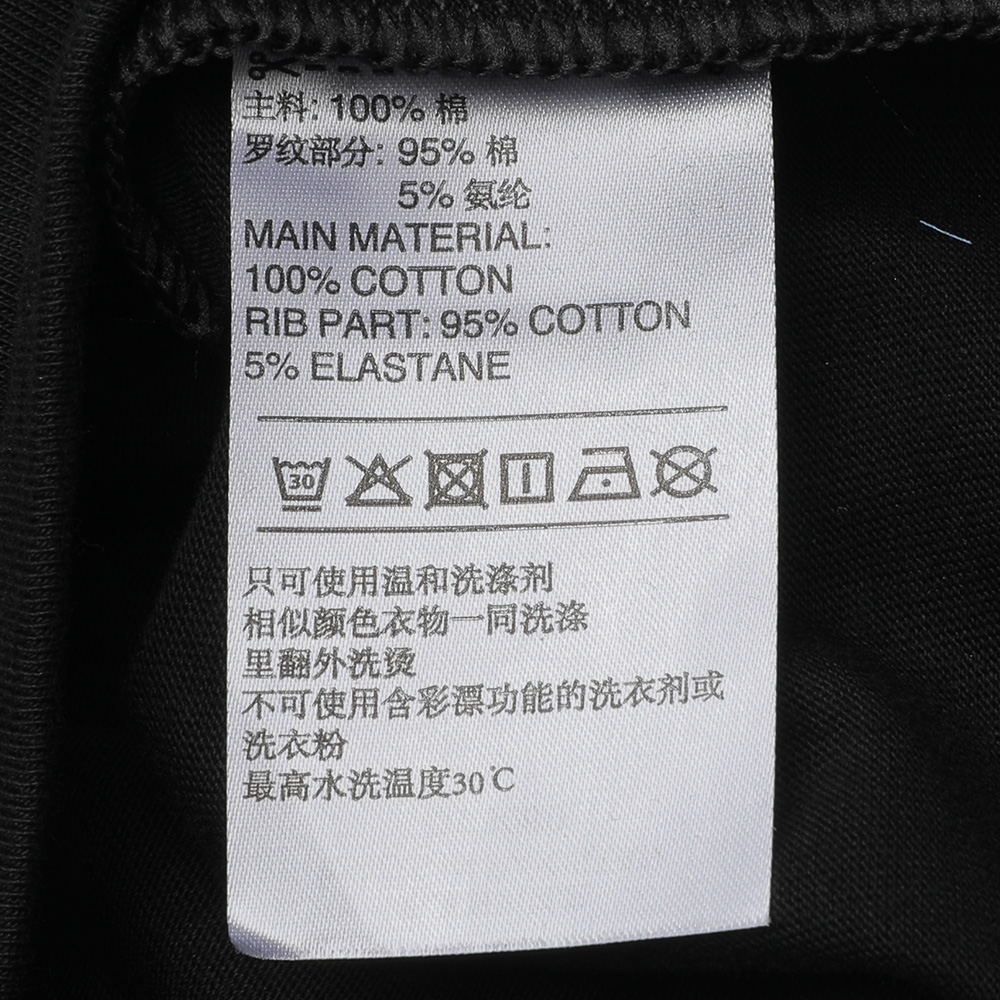 主料: 100% 棉
罗纹部分: 95% 棉
5% 氨纶
MAIN MATERIAL:
100% COTTON
RIB PART: 95% COTTON
5% ELASTANE
30
只可使用温和洗涤剂
相似颜色衣物一同洗涤
里翻外洗烫
不可使用含彩漂功能的洗衣剂或
洗衣粉
最高水洗温度30℃